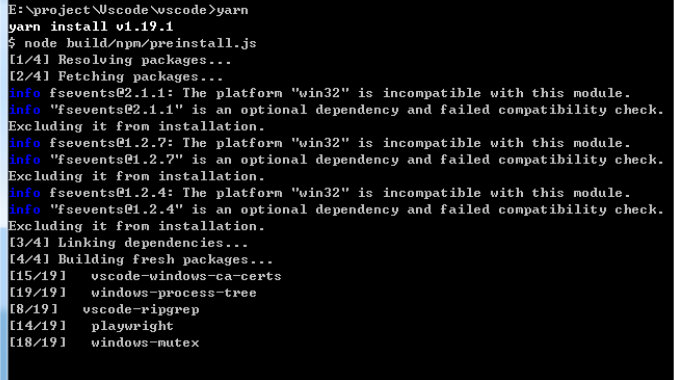 E:\project\Vscode\vscode>yarn
yarn install v1.19.1
$ node build/npm/preinstall.js
[1/4] Resolving packages...
[2/4] Fetching packages...
info fsevents@2.1.1: The platform "win32" is incompatible with this module.
info "fsevents@2.1.1" is an optional dependency and failed compatibility check.
Excluding it from installation.
info fsevents@1.2.7: The platform "win32" is incompatible with this module.
info "fsevents@1.2.7" is an optional dependency and failed compatibility check.
Excluding it from installation.
info fsevents@1.2.4: The platform "win32" is incompatible with this module.
info "fsevents@1.2.4" is an optional dependency and failed compatibility check.
Excluding it from installation.
[3/4] Linking dependencies...
[4/4] Building fresh packages...
[15/19] vscode-windows-ca-certs
[19/19] windows-process-tree
[8/19] vscode-ripgrep
[14/19] playwright
[18/19] windows-mutex